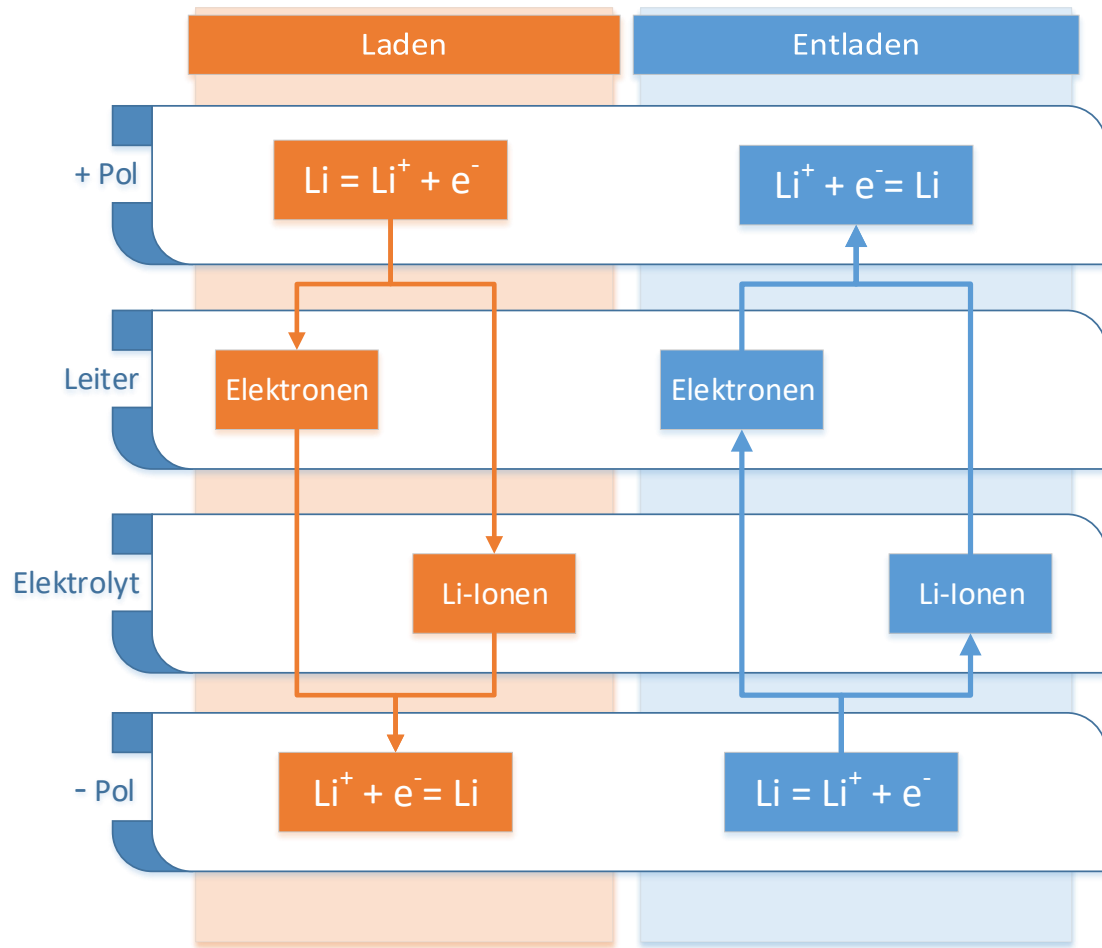 Laden
Entladen
+ Pol
Li = Li⁺ + e⁻
Li⁺ + e⁻= Li
Leiter
Elektronen
Elektronen
Elektrolyt
Li-Ionen
Li-Ionen
- Pol
Li⁺ + e⁻= Li
Li = Li⁺ + e⁻